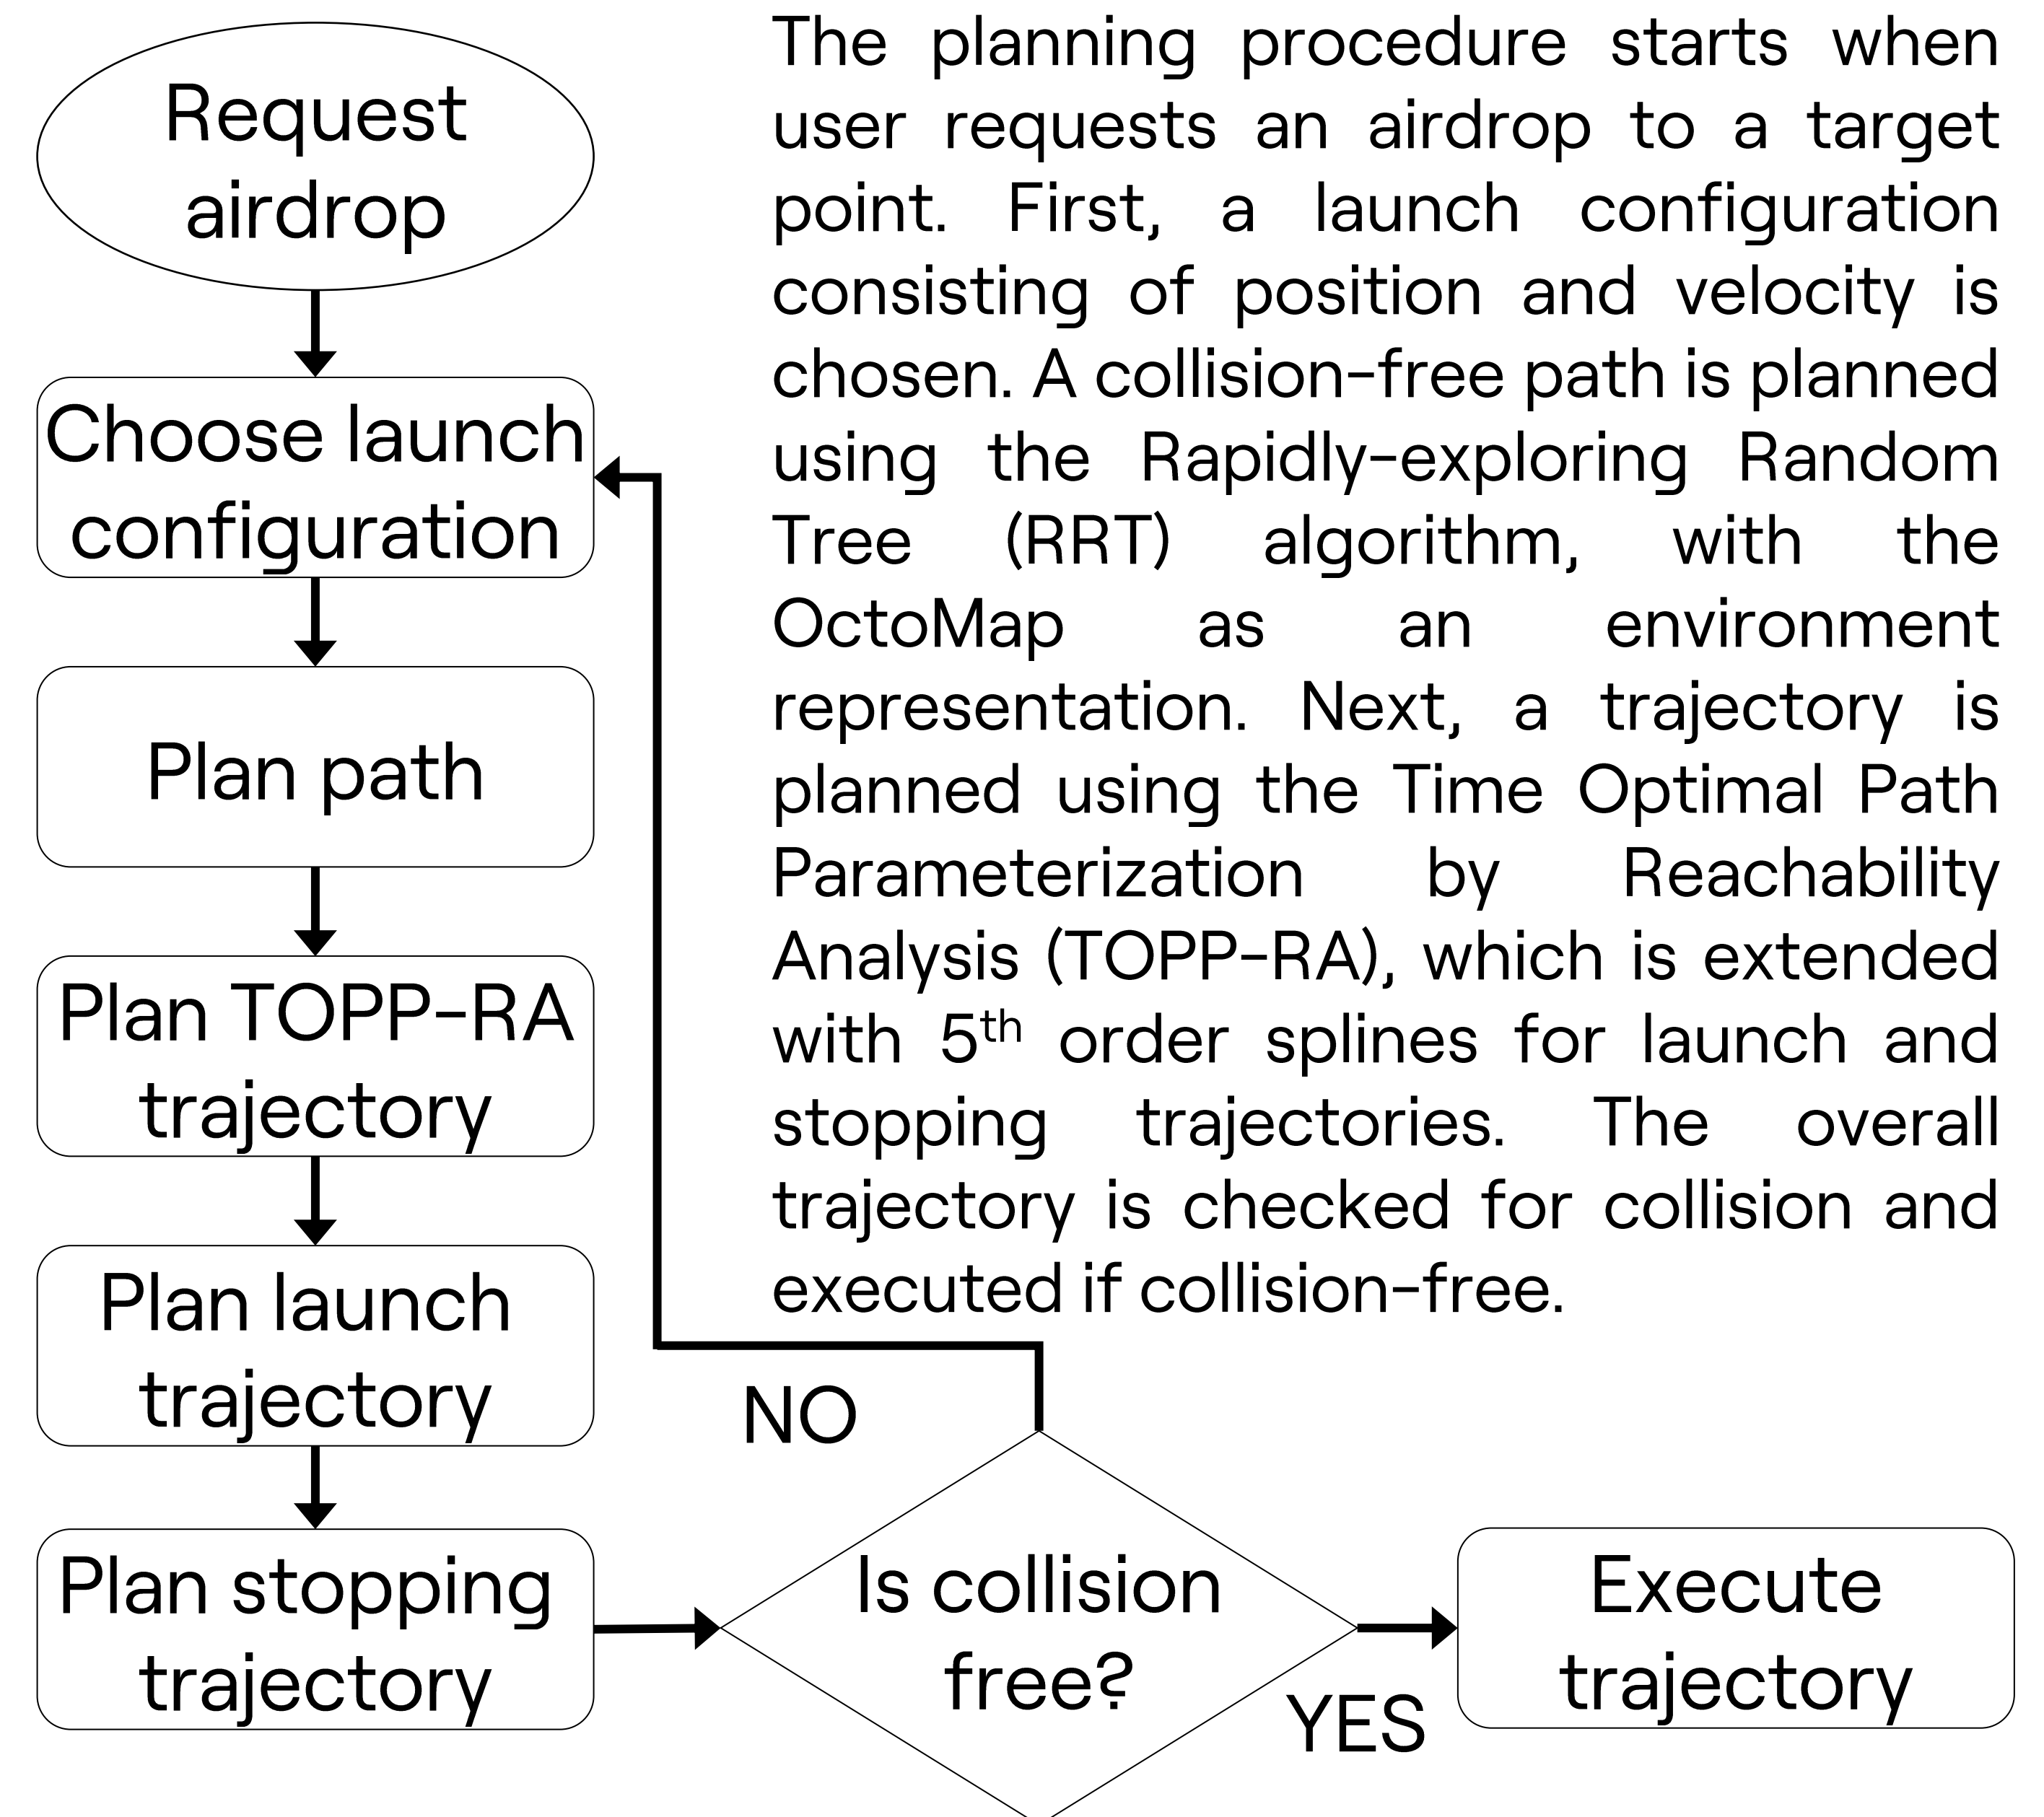 Request
airdrop
Choose launch
configuration
Plan path
Plan TOPP-RA
trajectory
Plan launch
trajectory
Plan stopping
trajectory
The planning procedure starts when
user requests an airdrop to a target
point. First, a launch configuration
consisting of position and velocity is
chosen. A collision-free path is planned
using the Rapidly-exploring Random
Tree (RRT) algorithm, with the
OctoMap as an environment
representation. Next, a trajectory is
planned using the Time Optimal Path
Parameterization by Reachability
Analysis (TOPP-RA), which is extended
with 5th order splines for launch and
stopping trajectories. The overall
trajectory is checked for collision and
executed if collision-free.
NO
Is collision
free?
YES
Execute
trajectory